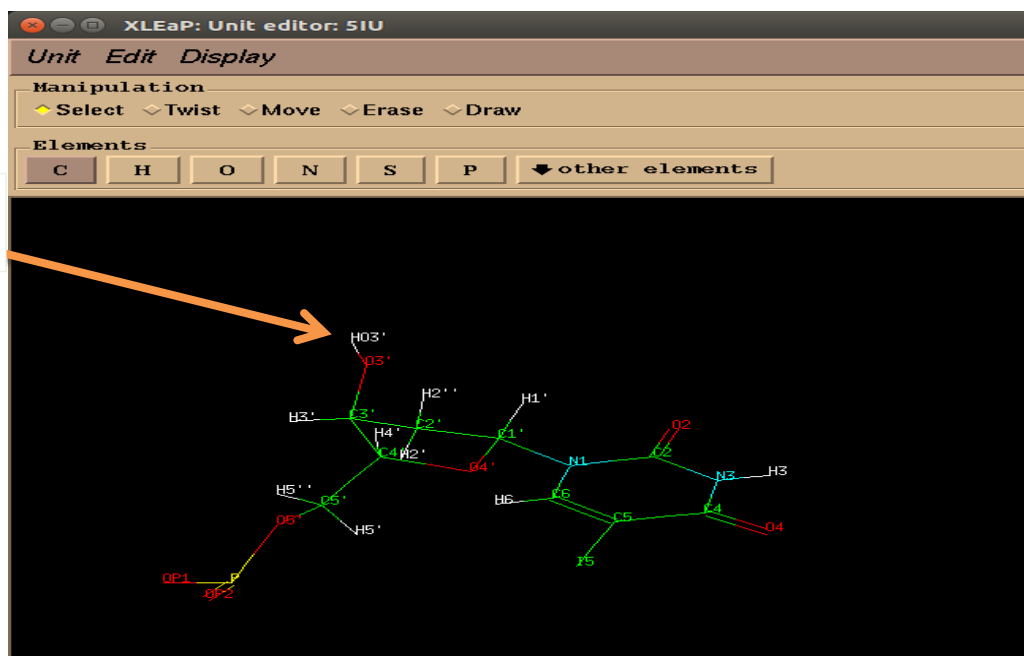 XLEaP: Unit editor: 5IU
Unit Edit Display
Manipulation
Select Twist Move Erase Draw
Elements
C H O N S P other elements
HO3'
O3'
H2'' H1'
H3' C3' C2'
H4' C1' O2
C4' H2' C2
O4' N1 N3 H3
H5'' C5' H6 C6
O5' H5' C5 C4 O4
I5
OP1 P
OP2